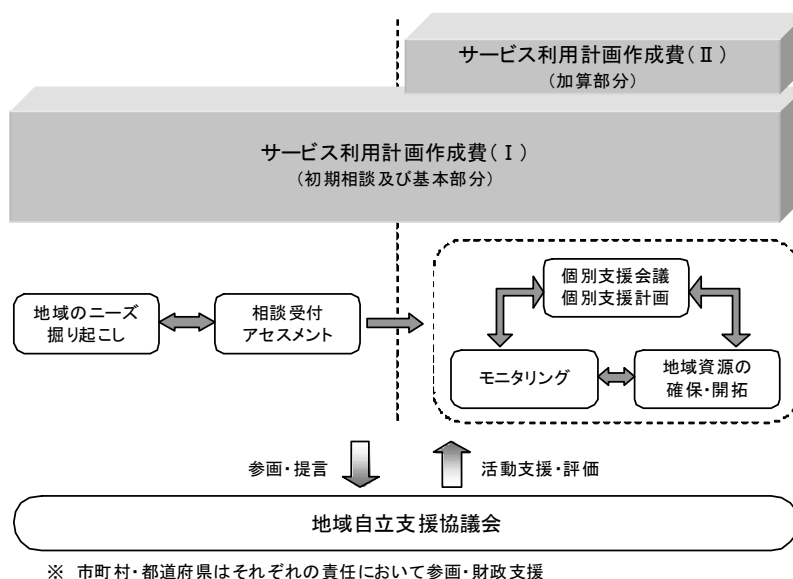 サービス利用計画作成費(Ⅱ)
(加算部分)
サービス利用計画作成費(Ⅰ)
(初期相談及び基本部分)
地域のニーズ
掘り起こし
相談受付
アセスメント
個別支援会議
個別支援計画
モニタリング
地域資源の
確保・開拓
参画・提言
活動支援・評価
地域自立支援協議会
※ 市町村・都道府県はそれぞれの責任において参画・財政支援